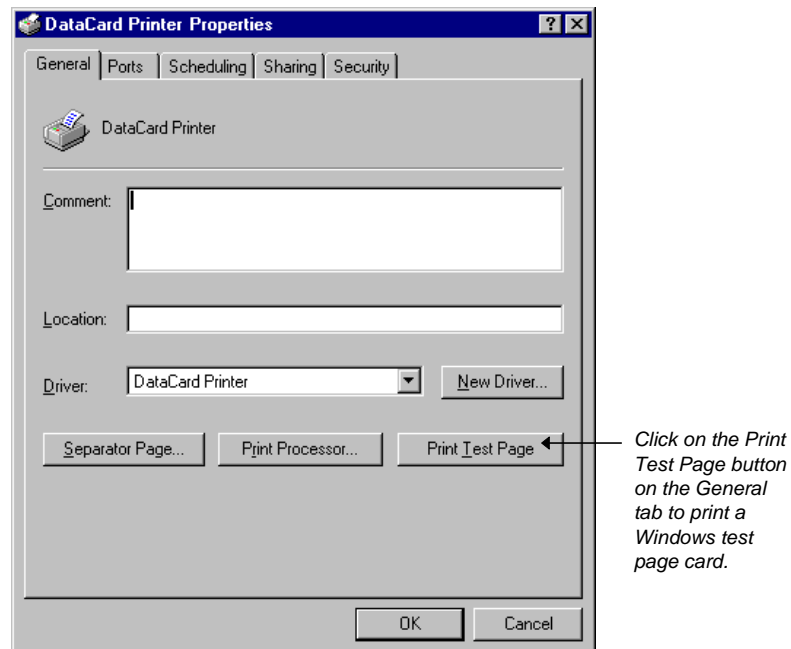 DataCard Printer Properties
General Ports Scheduling Sharing Security
DataCard Printer
Comment:
Location:
Driver: DataCard Printer New Driver...
Separator Page... Print Processor... Print Test Page
Click on the Print
Test Page button
on the General
tab to print a
Windows test
page card.
OK Cancel